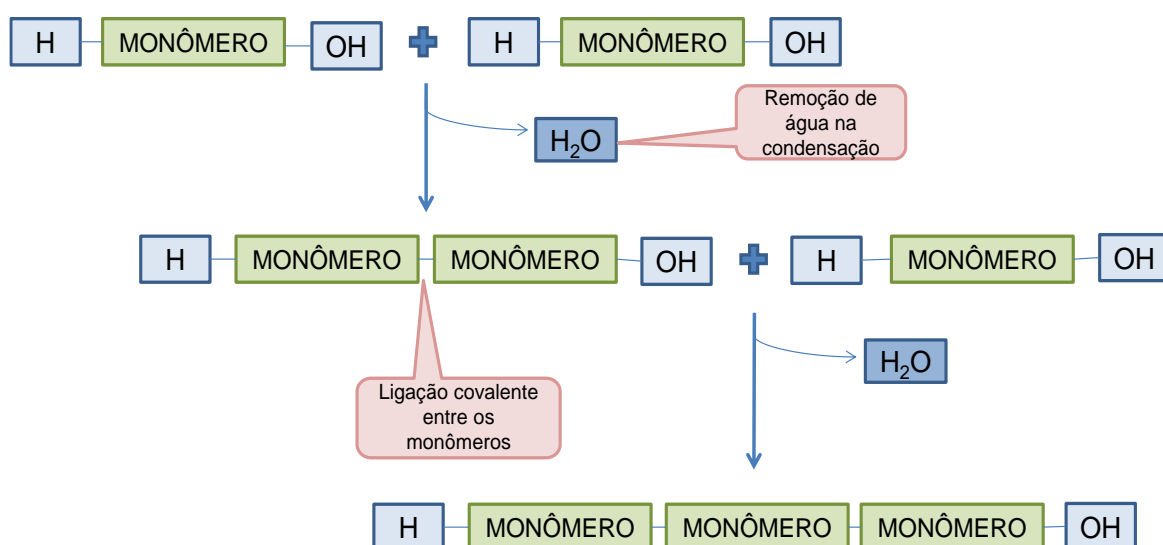 H MONÔMERO OH H MONÔMERO OH
H2O
Remoção de
água na
condensação
H MONÔMERO MONÔMERO OH H MONÔMERO OH
H2O
Ligação covalente
entre os
monômeros
H MONÔMERO MONÔMERO MONÔMERO OH